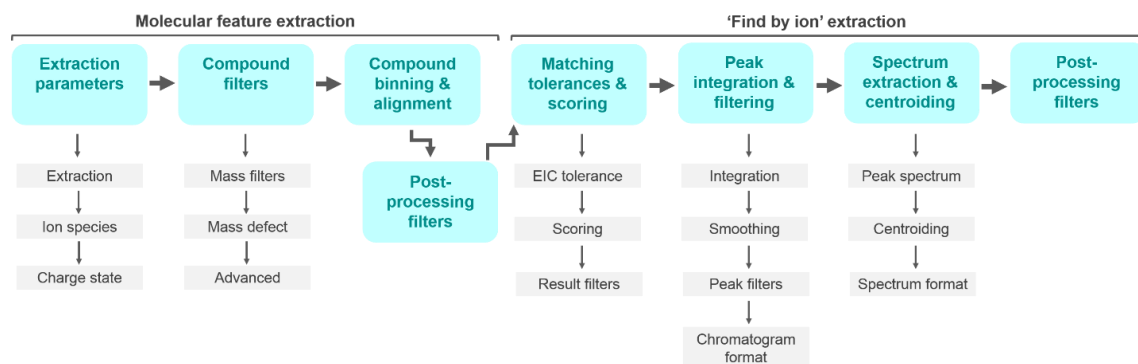 Molecular feature extraction
‘Find by ion’ extraction
Extraction
parameters
Compound
filters
Compound
binning &
alignment
Matching
tolerances &
scoring
Peak
integration &
filtering
Spectrum
extraction &
centroiding
Post-
processing
filters
Post-
processing
filters
Extraction
Ion species
Charge state
Mass filters
Mass defect
Advanced
EIC tolerance
Scoring
Result filters
Integration
Smoothing
Peak filters
Chromatogram
format
Peak spectrum
Centroiding
Spectrum format